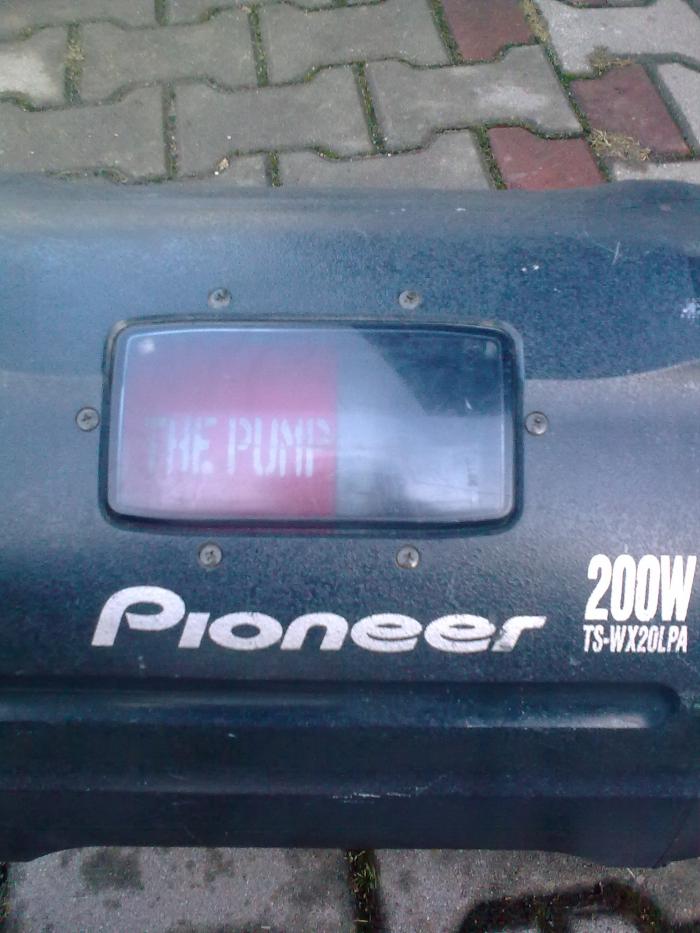 THE PUMP
Pioneer
200W
TS-WX20LPA